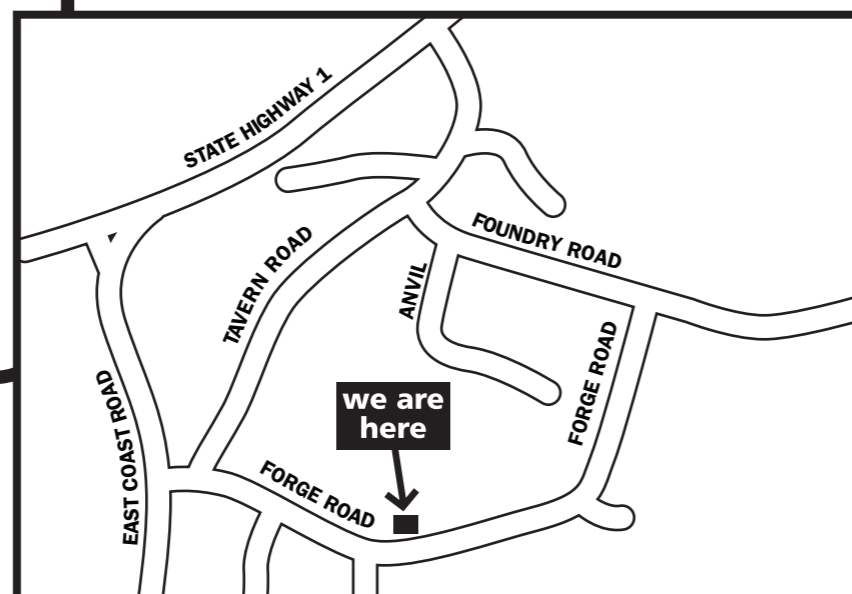 STATE HIGHWAY 1
FOUNDRY ROAD
TAVERN ROAD
ANVIL
FORGE ROAD
EAST COAST ROAD
we are
here
FORGE ROAD